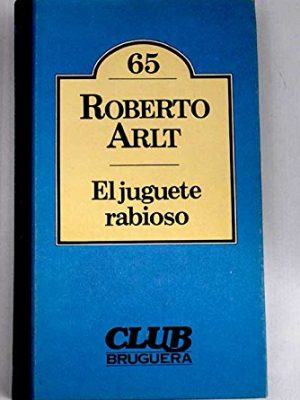 65
ROBERTO
ARLT
El juguete
rabioso
CLUB
BRUGUERA